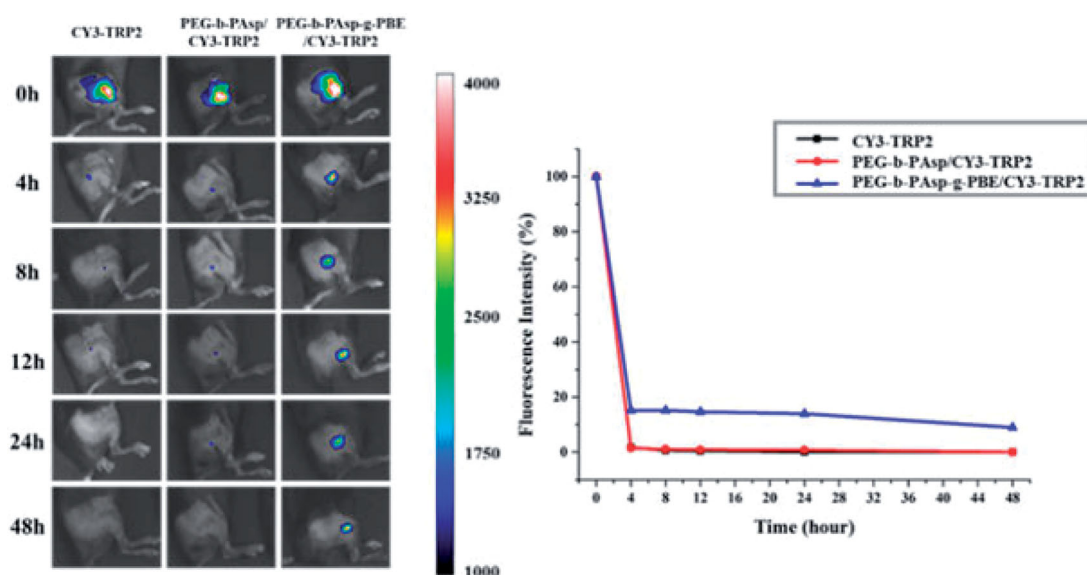 CY3-TRP2
PEG-b-PAsp/
CY3-TRP2
PEG-b-PAsp-g-PBE
/CY3-TRP2
0h
4h
8h
12h
24h
48h
4000
3250
2500
1750
1000
CY3-TRP2
PEG-b-PAsp/CY3-TRP2
PEG-b-PAsp-g-PBE/CY3-TRP2
Fluorescence Intensity (%)
100
80
60
40
20
0
0 4 8 12 16 20 24 28 32 36 40 44 48
Time (hour)